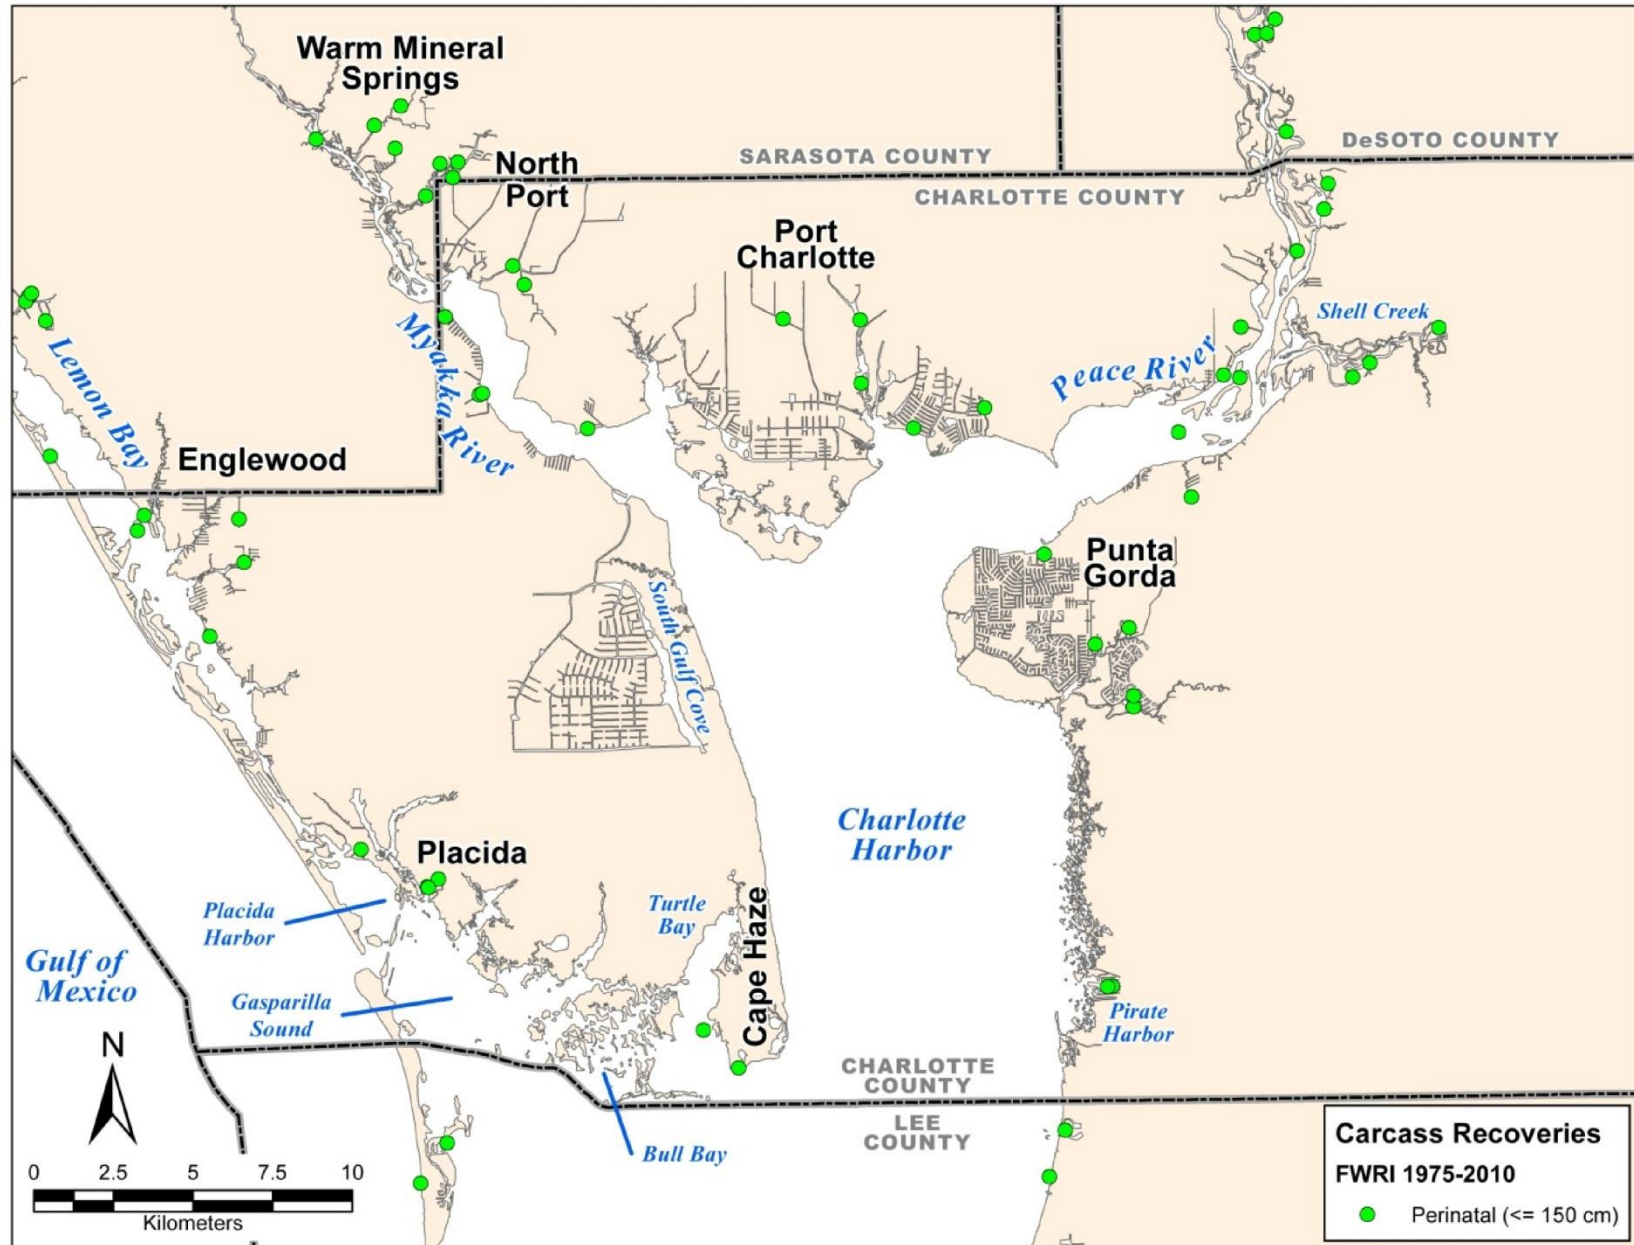 Warm Mineral
Springs
North
Port
SARASOTA COUNTY
DeSOTO COUNTY
CHARLOTTE COUNTY
Port
Charlotte
Shell Creek
Myakka River
Peace River
Lemon Bay
Englewood
Punta
Gorda
South Gulf Cove
Charlotte
Harbor
Placida
Placida
Harbor
Turtle
Bay
Cape Haze
Gulf of
Mexico
Gasparilla
Sound
Pirate
Harbor
N
CHARLOTTE
COUNTY
LEE
COUNTY
Bull Bay
0 2.5 5 7.5 10
Kilometers
Carcass Recoveries
FWRI 1975-2010
Perinatal (<= 150 cm)